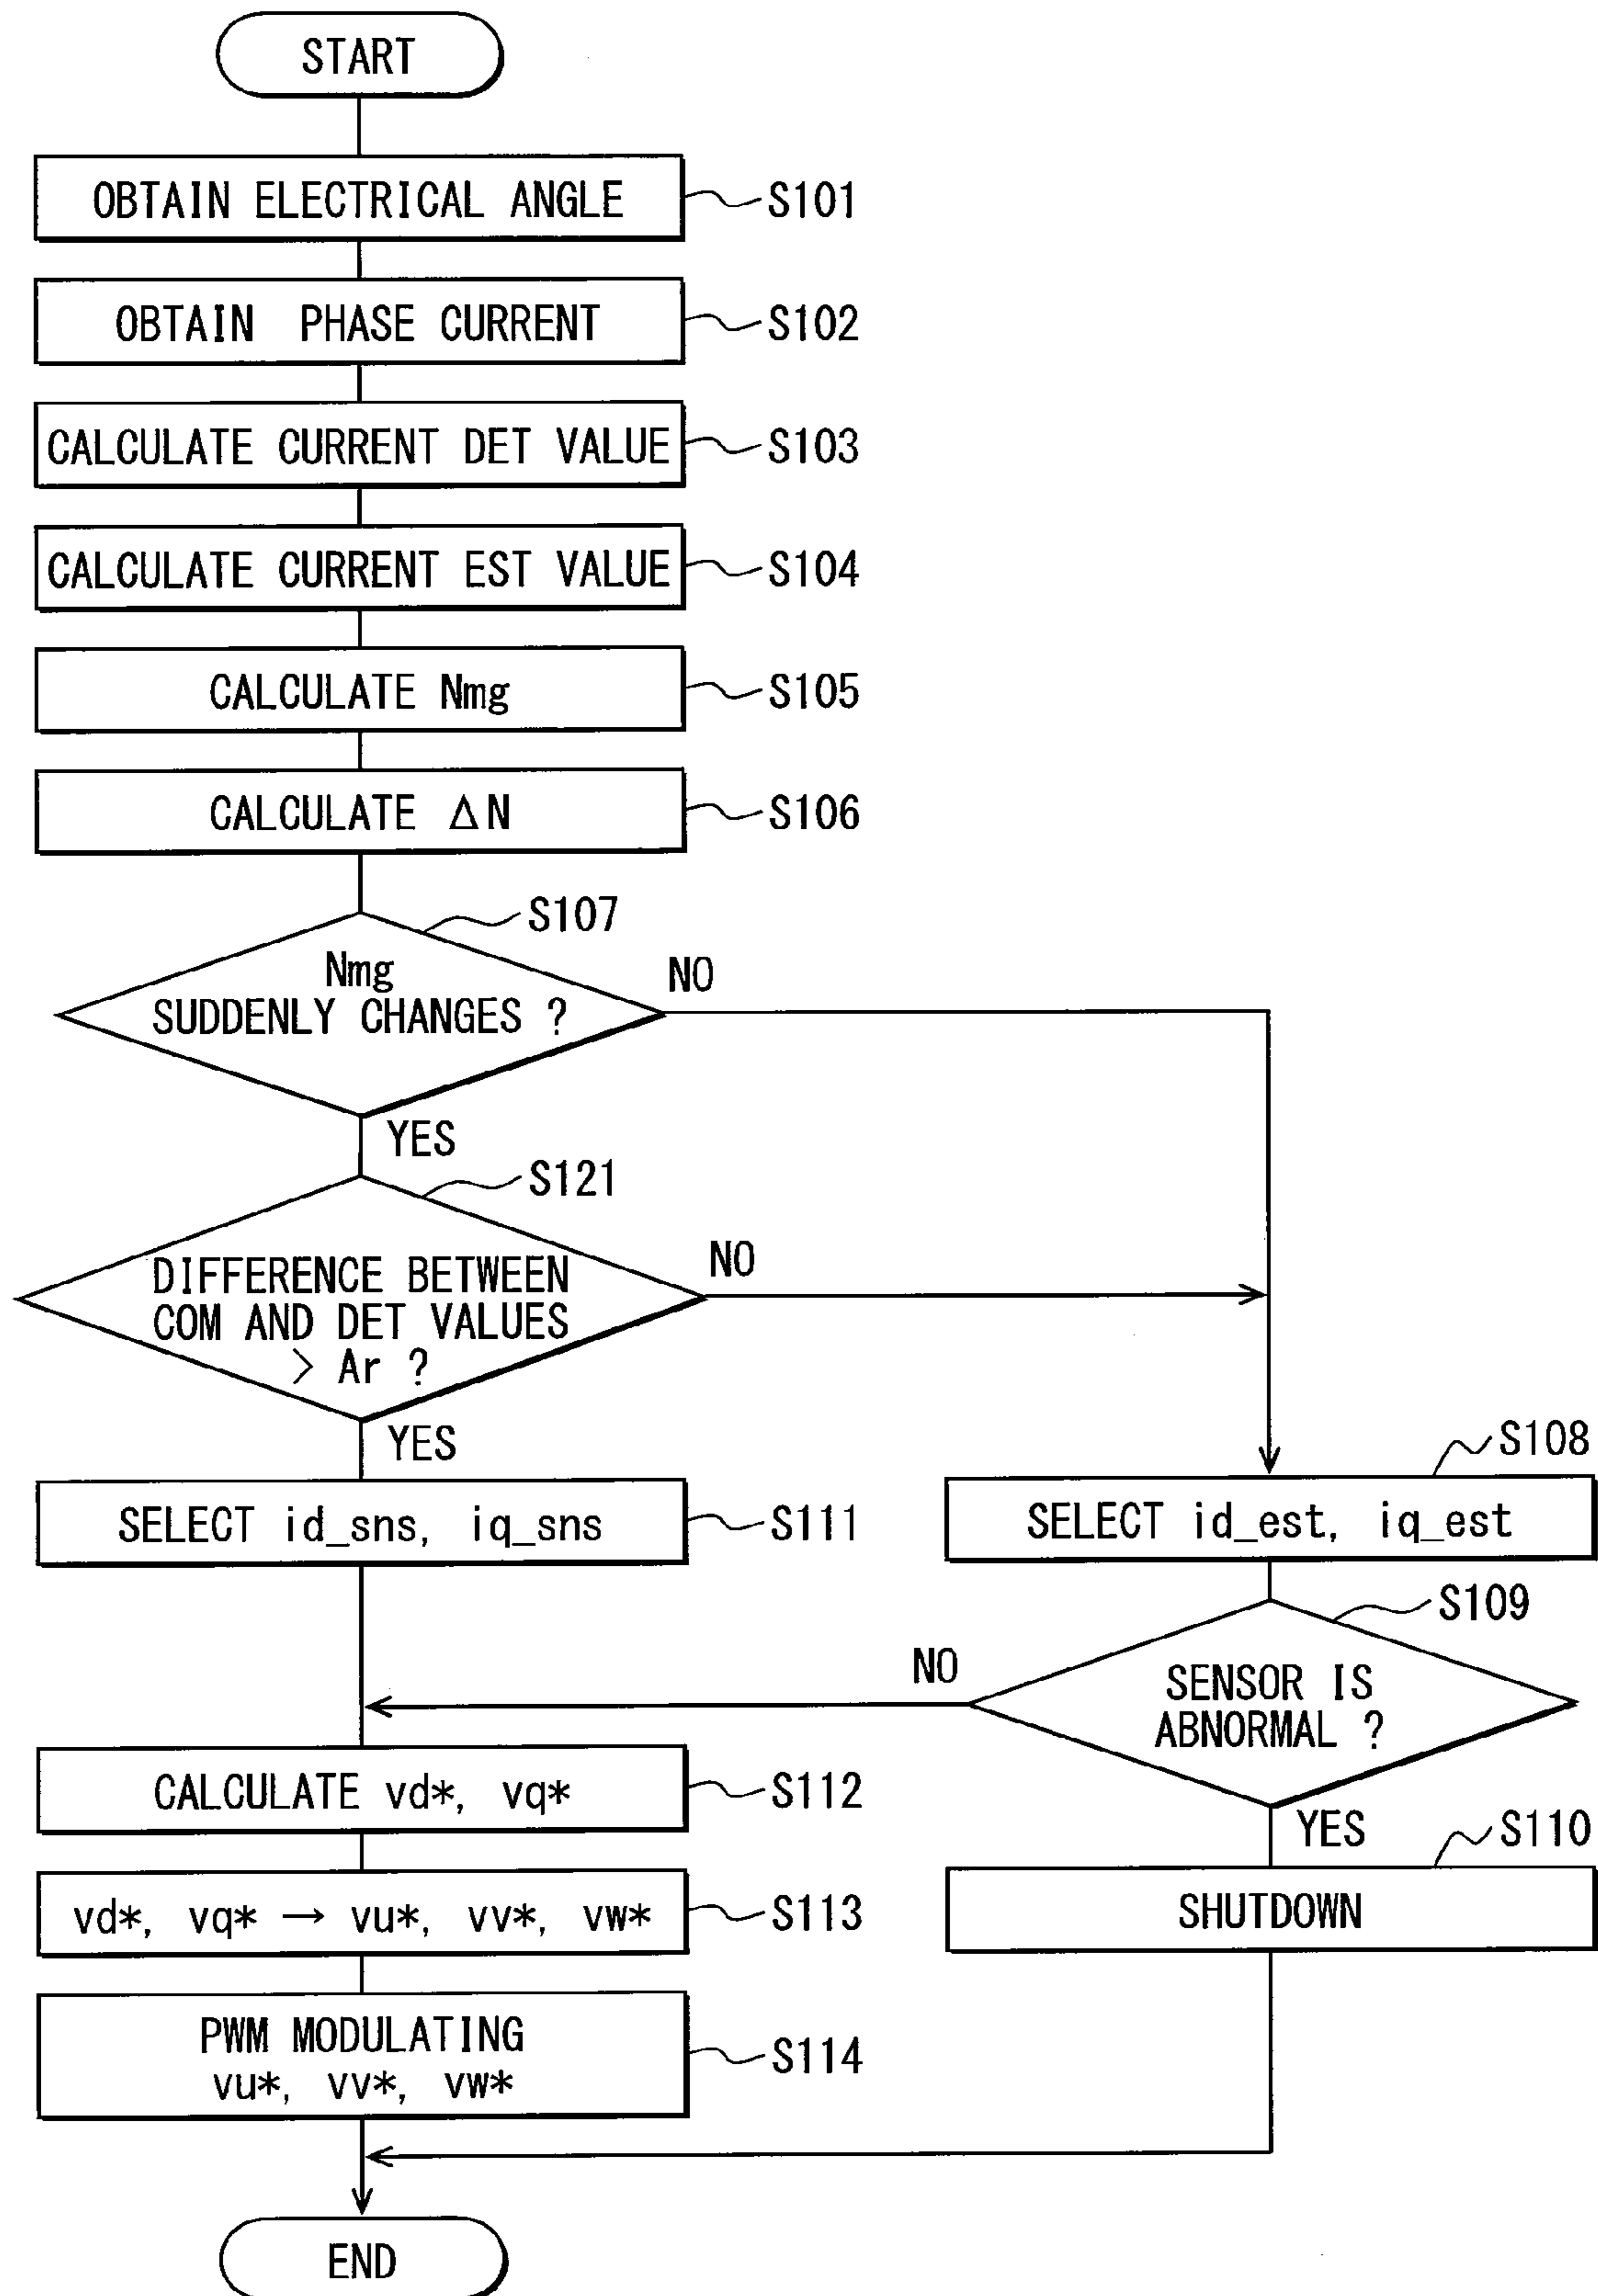 START
OBTAIN ELECTRICAL ANGLE
S101
OBTAIN PHASE CURRENT
S102
CALCULATE CURRENT DET VALUE
S103
CALCULATE CURRENT EST VALUE
S104
CALCULATE Nmg
S105
CALCULATE ΔN
S106
S107
Nmg
SUDDENLY CHANGES ?
NO
YES
S121
DIFFERENCE BETWEEN
COM AND DET VALUES
> Ar ?
NO
YES
SELECT id_sns, iq_sns
S111
S108
SELECT id_est, iq_est
S109
SENSOR IS
ABNORMAL ?
NO
YES
CALCULATE vd*, vq*
S112
S110
SHUTDOWN
vd*, vq* → vu*, vv*, vw*
S113
PWM MODULATING
vu*, vv*, vw*
S114
END